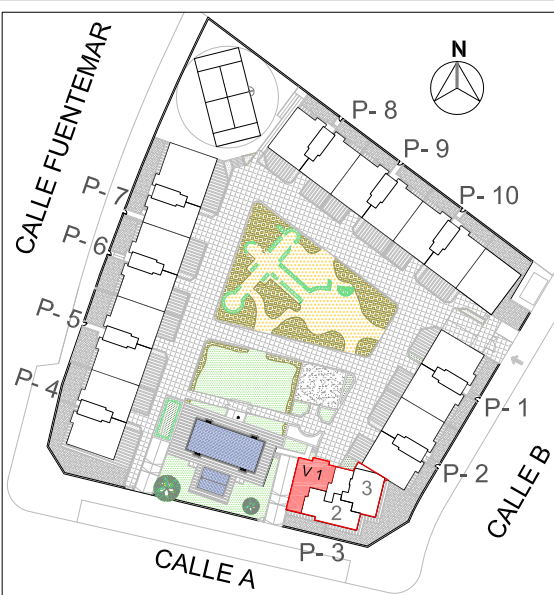 N
CALLE FUENTEMAR
P- 8
P- 9
P- 10
P- 7
P- 6
P- 5
P- 4
P- 1
P- 2
V 1
3
2
P- 3
CALLE B
CALLE A